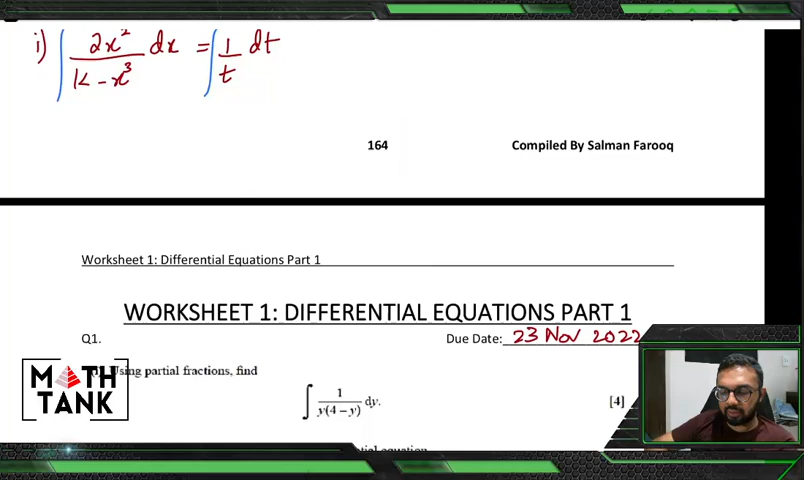 i) ∫ 2x²/(k - x³) dx = ∫ 1/t dt
164 Compiled By Salman Farooq
Worksheet 1: Differential Equations Part 1
WORKSHEET 1: DIFFERENTIAL EQUATIONS PART 1
Q1. Due Date: 23 Nov 2022
Using partial fractions, find
∫ 1/(y(4 – y)) dy. [4]
equation
MATH
TANK